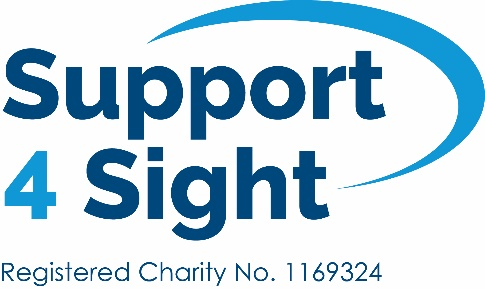 Support
4 Sight
Registered Charity No. 1169324